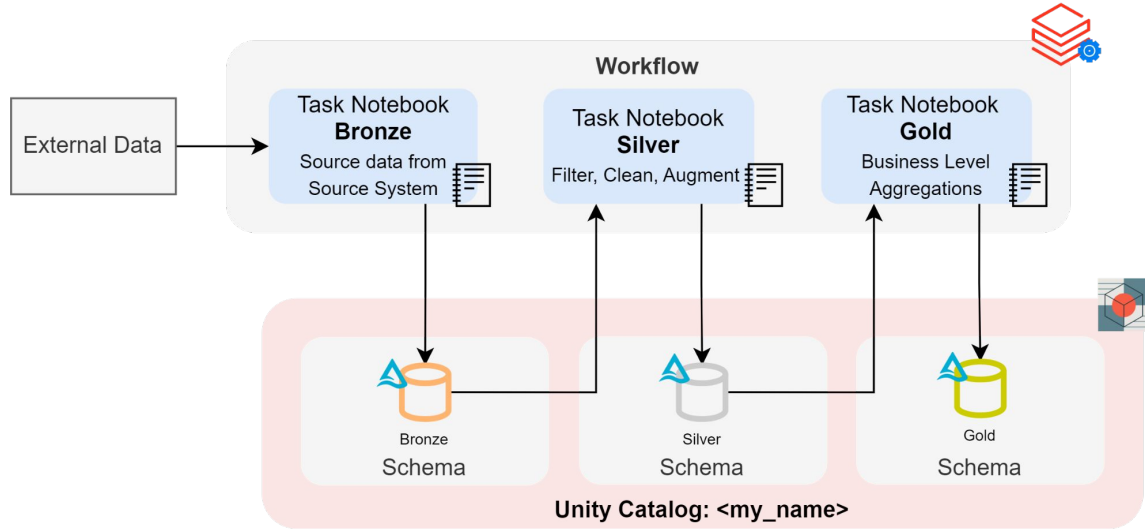 Workflow
External Data
Task Notebook
Bronze
Source data from
Source System
Task Notebook
Silver
Filter, Clean, Augment
Task Notebook
Gold
Business Level
Aggregations
Bronze
Schema
Silver
Schema
Gold
Schema
Unity Catalog: <my_name>